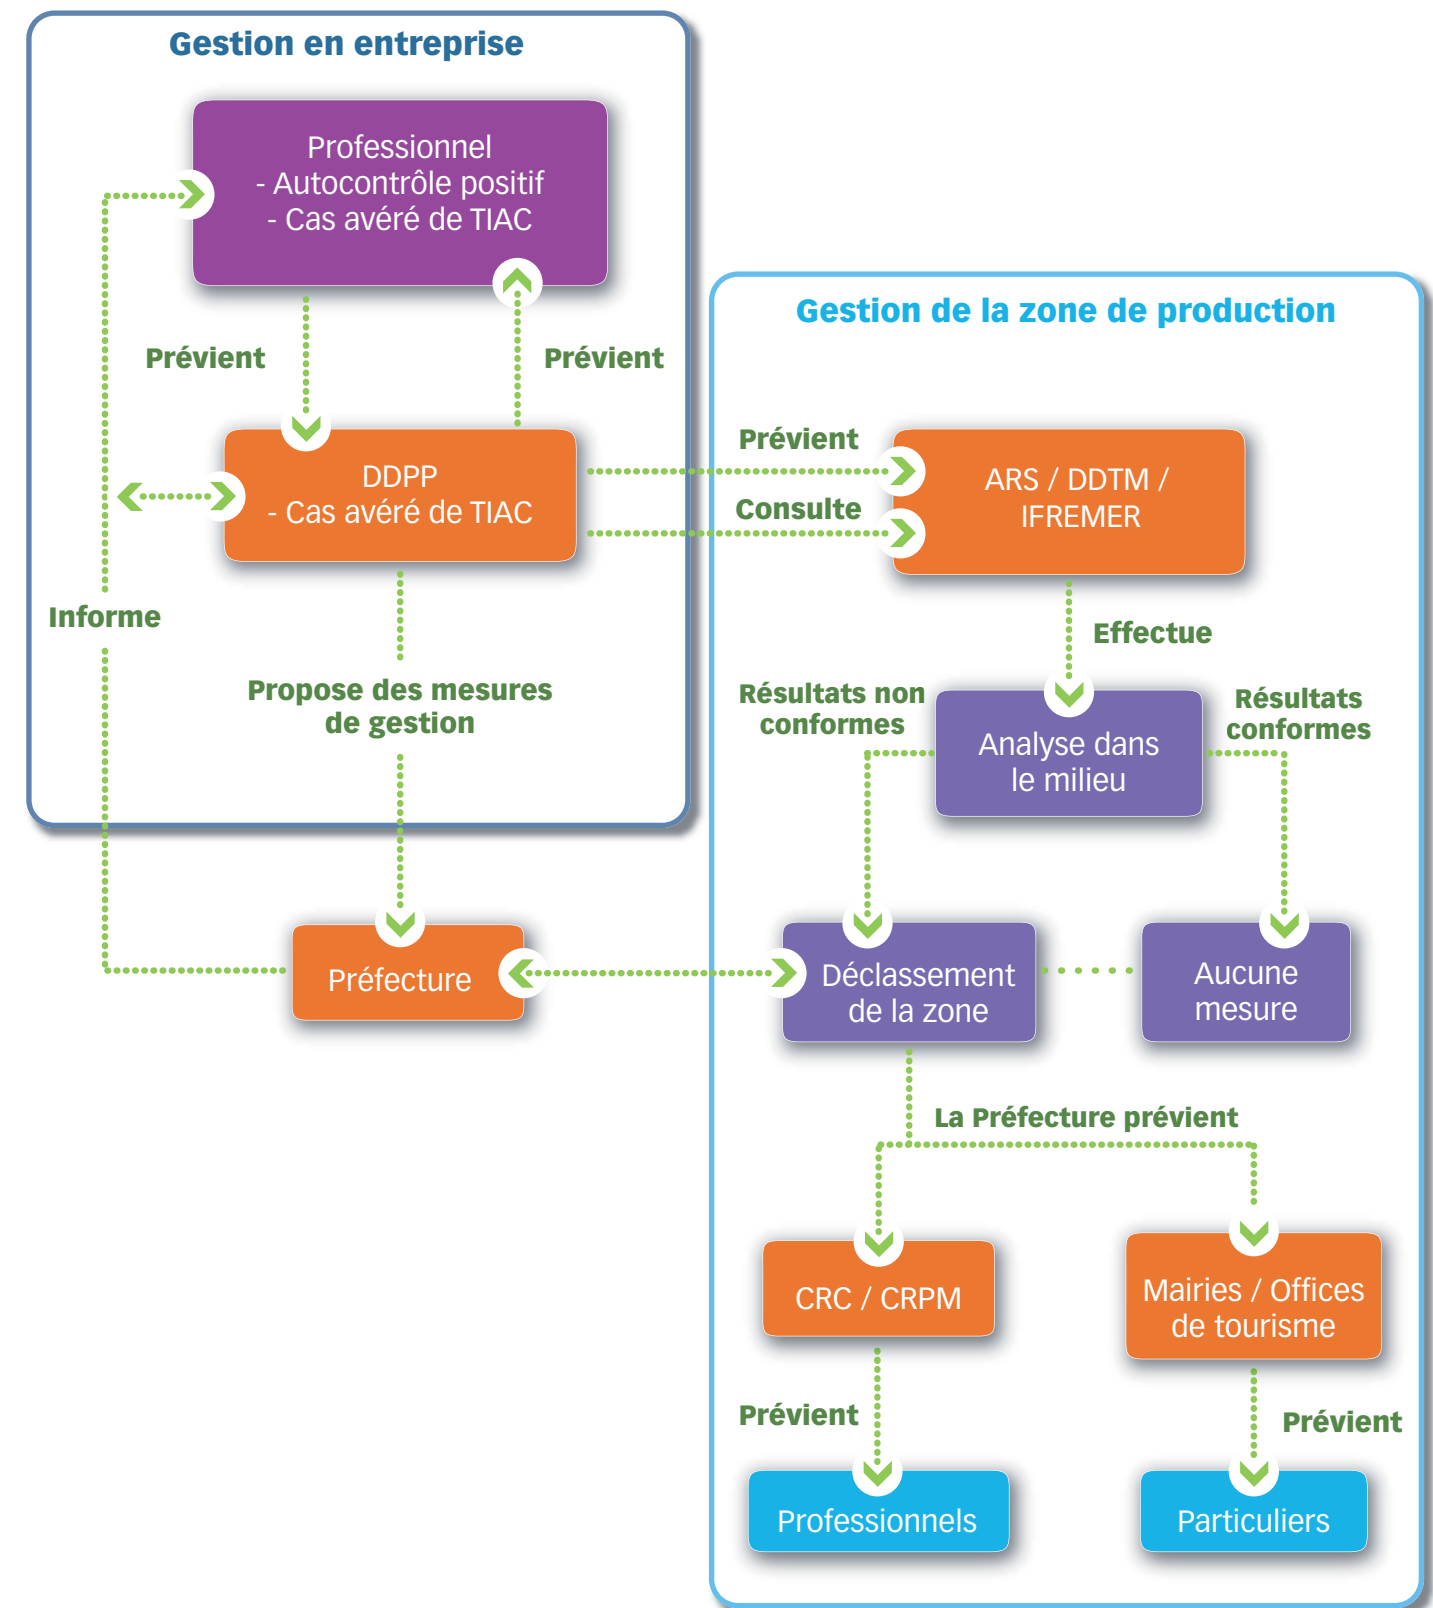 Gestion en entreprise
Professionnel
- Autocontrôle positif
- Cas avéré de TIAC
Prévient
Prévient
DDPP
- Cas avéré de TIAC
Informe
Propose des mesures
de gestion
Préfecture
Gestion de la zone de production
Prévient
Consulte
ARS / DDTM /
IFREMER
Effectue
Résultats non
conformes
Résultats
conformes
Analyse dans
le milieu
Déclassement
de la zone
Aucune
mesure
La Préfecture prévient
CRC / CRPM
Mairies / Offices
de tourisme
Prévient
Prévient
Professionnels
Particuliers